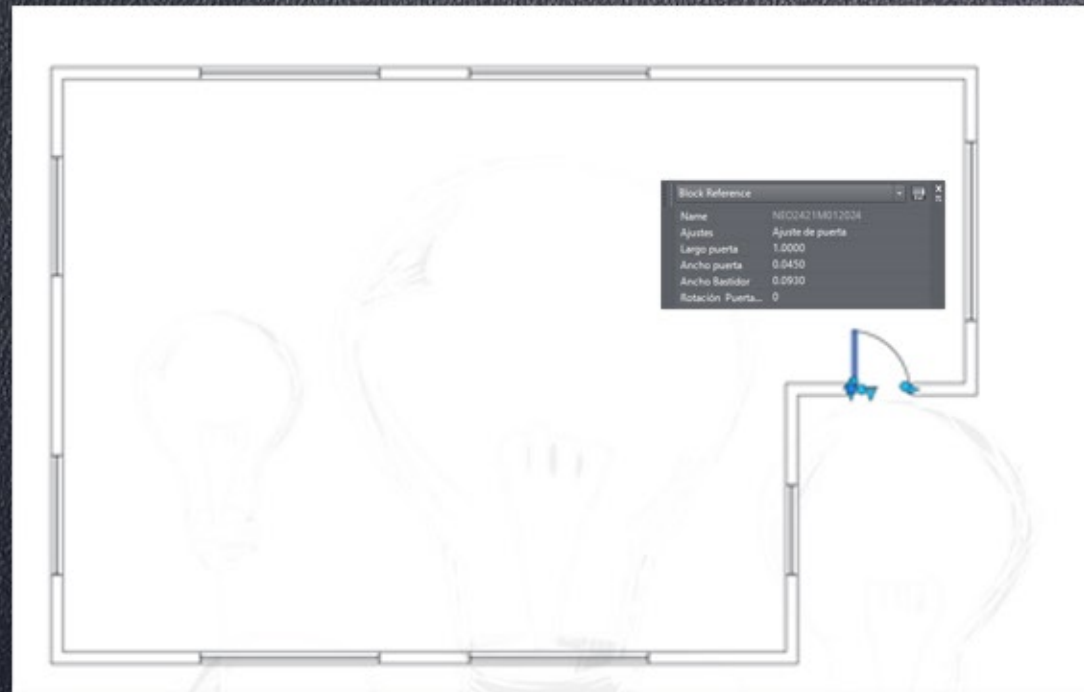 Block Reference
Name NEO2421M012024
Ajustes Ajuste de puerta
Largo puerta 1.0000
Ancho puerta 0.0450
Ancho Bastidor 0.0930
Rotación Puerta... 0